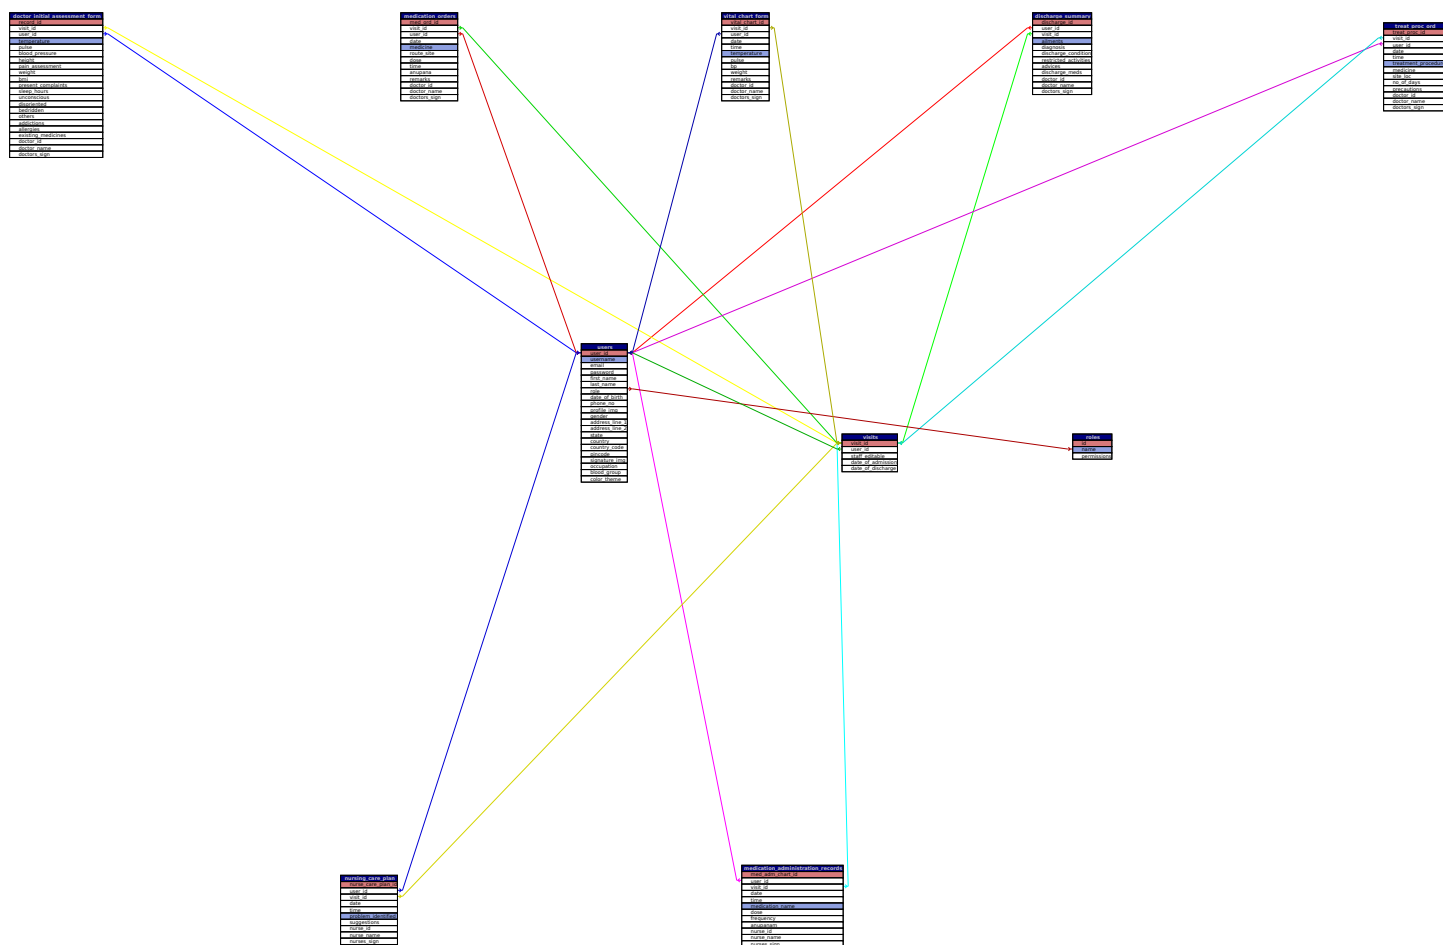 doctor_initial_assessment_form
record_id
visit_id
user_id
temperature
pulse
blood_pressure
height
pain_assessment
weight
bmi
present_complaints
sleep_hours
unconscious
disoriented
bedridden
others
addictions
allergies
existing_medicines
doctor_id
doctor_name
doctors_sign
medication_orders
med_ord_id
visit_id
user_id
date
medicine
route_site
dose
time
anupana
remarks
doctor_id
doctor_name
doctors_sign
vital_chart_form
vital_chart_id
visit_id
user_id
date
time
temperature
pulse
bp
weight
remarks
doctor_id
doctor_name
doctors_sign
discharge_summary
discharge_id
user_id
visit_id
ailments
diagnosis
discharge_condition
restricted_activities
advices
discharge_meds
doctor_id
doctor_name
doctors_sign
treat_proc_ord
treat_proc_id
visit_id
user_id
date
time
treatment_procedur
medicine
site_loc
no_of_days
precautions
doctor_id
doctor_name
doctors_sign
users
user_id
username
email
password
first_name
last_name
role
date_of_birth
phone_no
profile_img
gender
address_line_1
address_line_2
state
country
country_code
pincode
signature_img
occupation
blood_group
color_theme
visits
visit_id
user_id
staff_editable
date_of_admission
date_of_discharge
roles
id
name
permissions
nursing_care_plan
nurse_care_plan_id
user_id
visit_id
date
time
problem_identified
suggestions
nurse_id
nurse_name
nurses_sign
medication_administration_records
med_adm_chart_id
user_id
visit_id
date
time
medication_name
dose
frequency
anupanam
nurse_id
nurse_name
nurses_sign